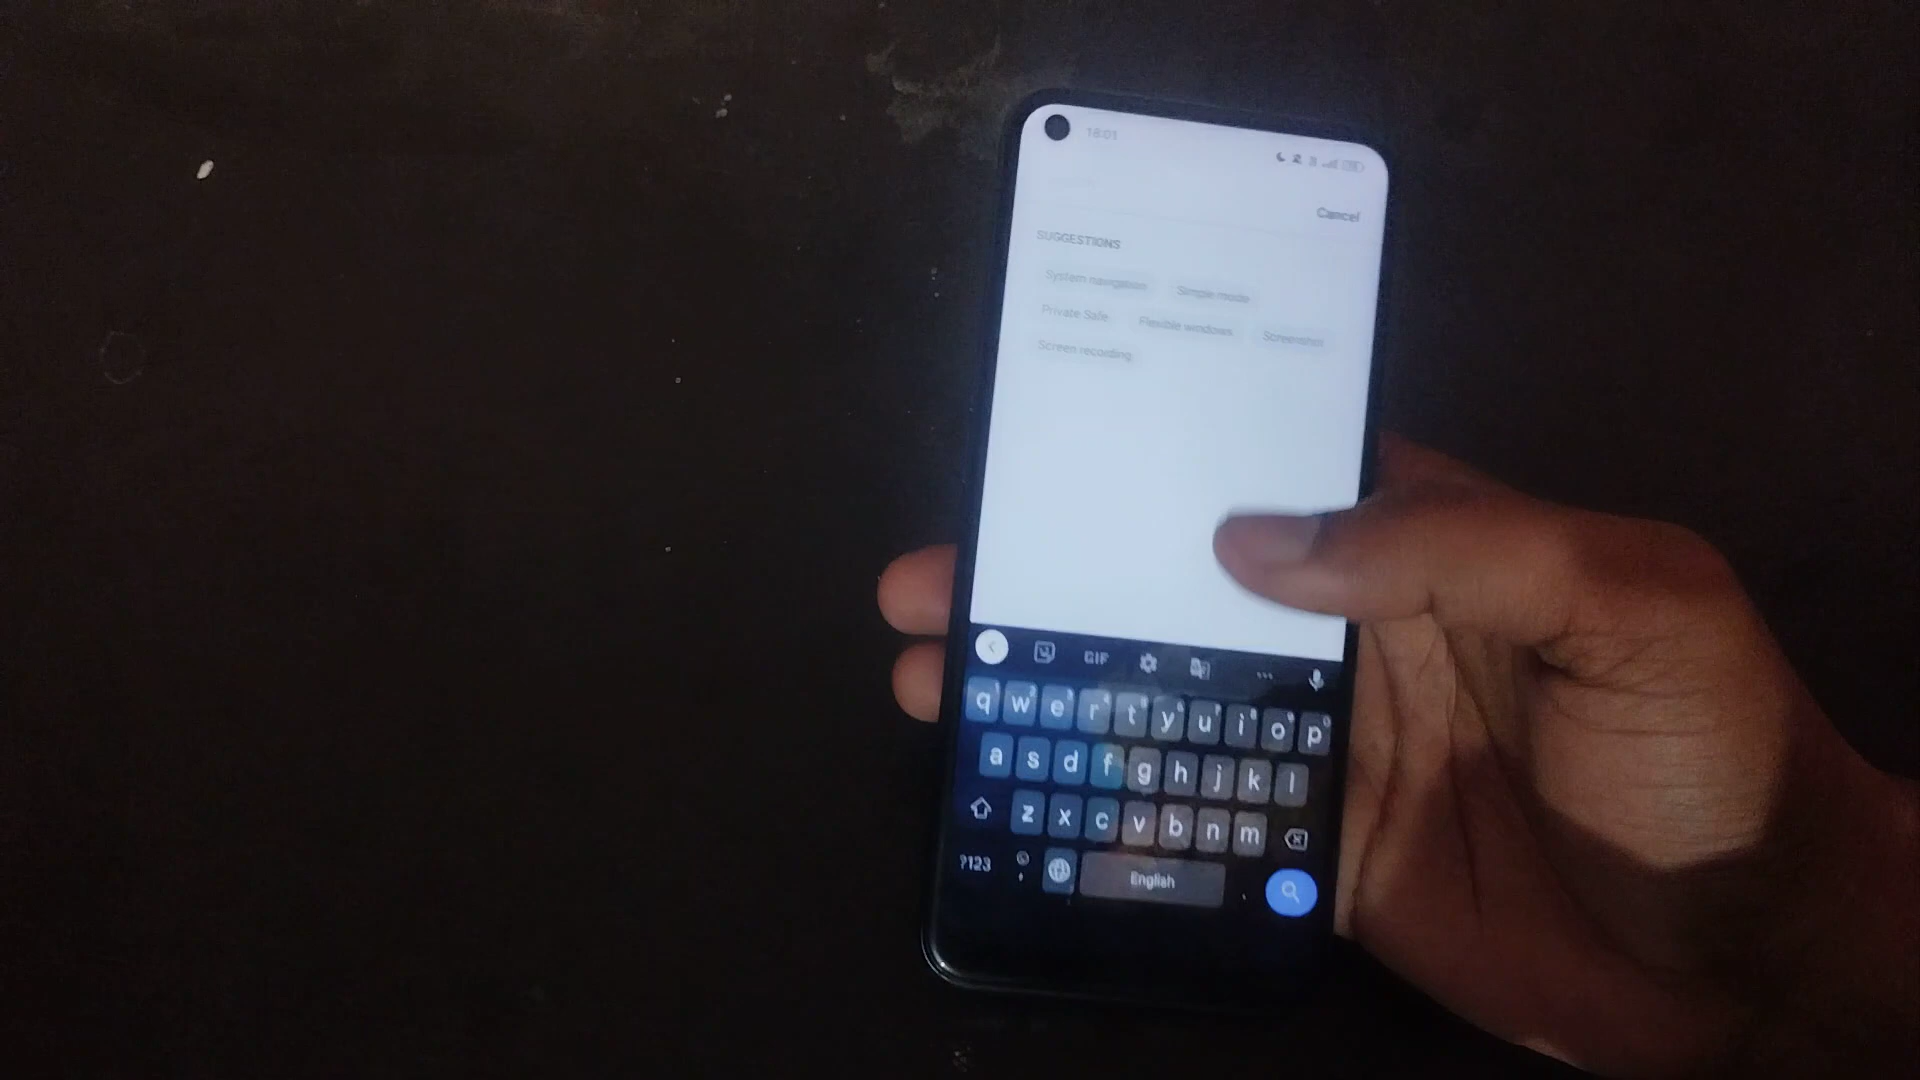 18:01
Cancel
SUGGESTIONS
System navigation Simple mode
Private Safe Flexible windows Screenshot
Screen recording
GIF
q w e r t y u i o p
a s d f g h j k l
z x c v b n m
?123 , English .